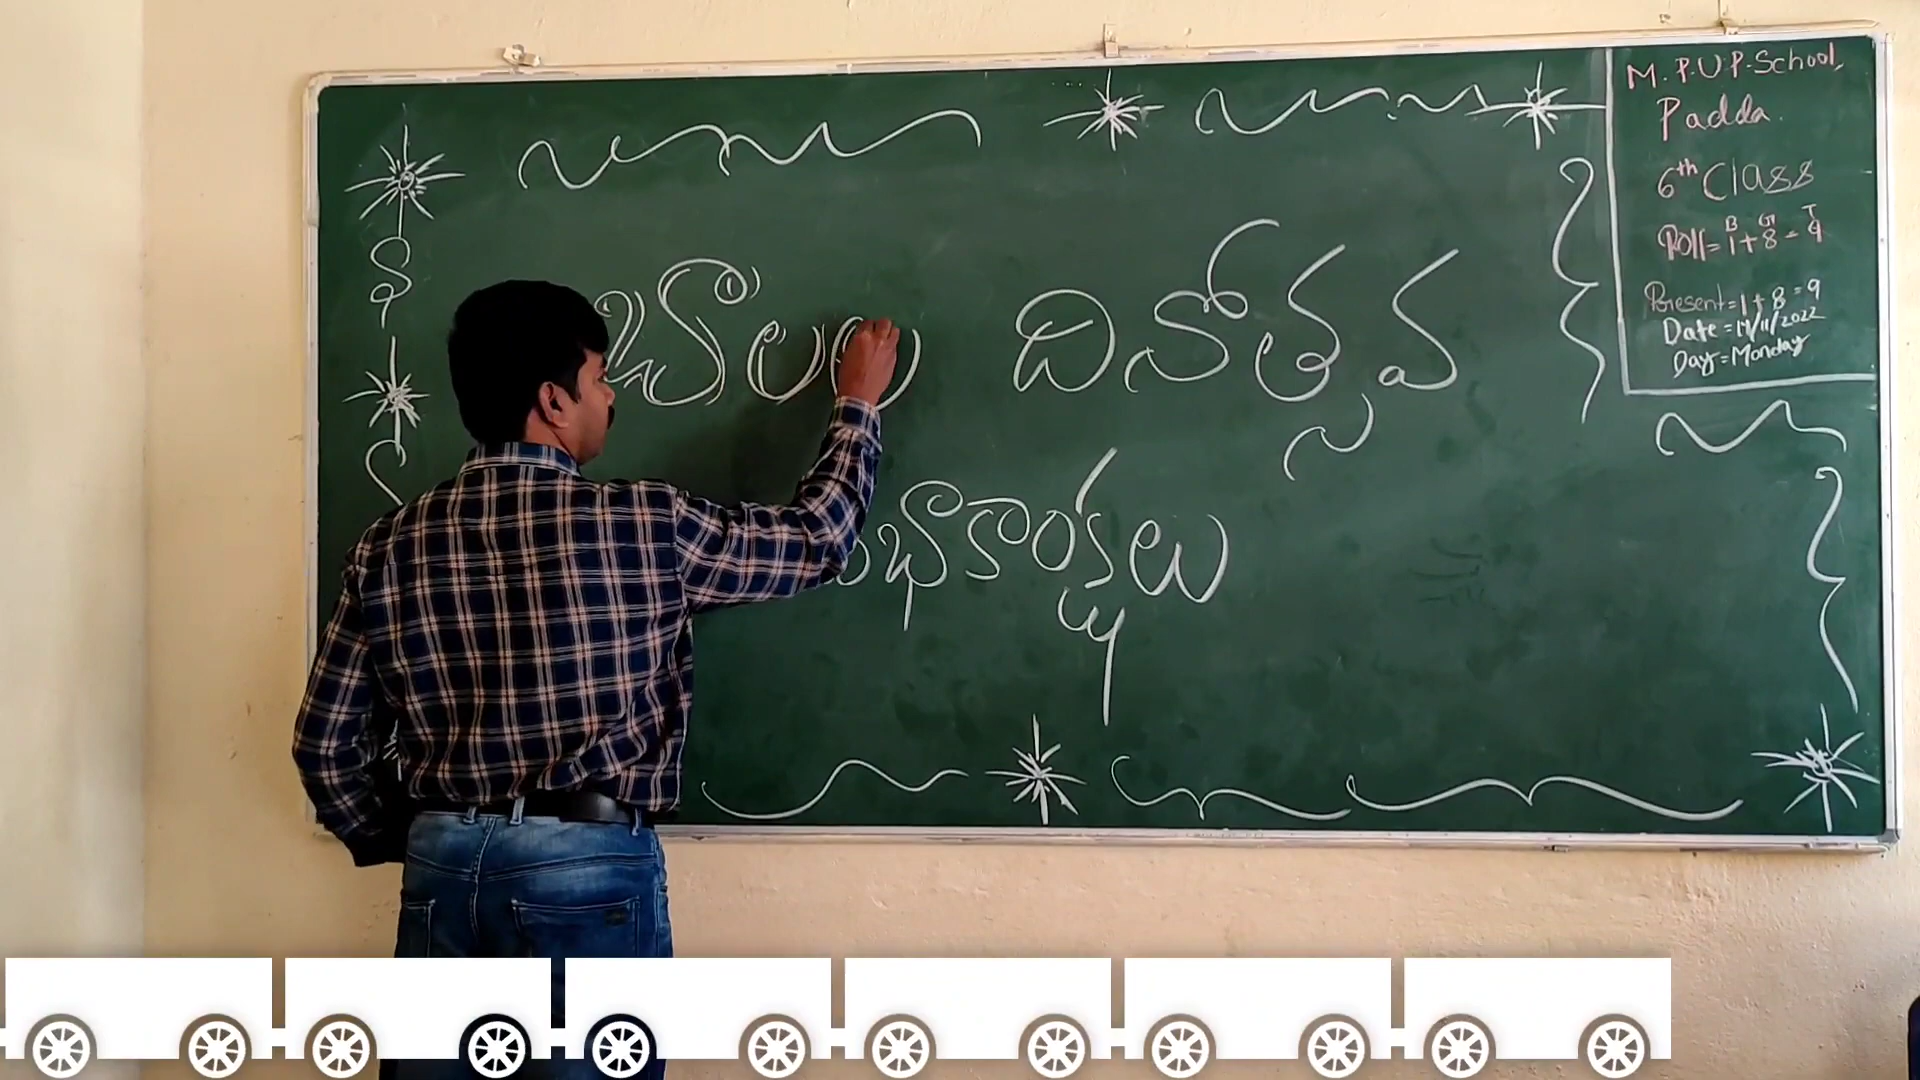 బాలల దినోత్సవ
శుభాకాంక్షలు
M.P.U.P. School,
Padda.
6th Class
B G T
Roll = 1 + 8 = 9
Present = 1 + 8 = 9
Date = 14/11/2022
Day = Monday